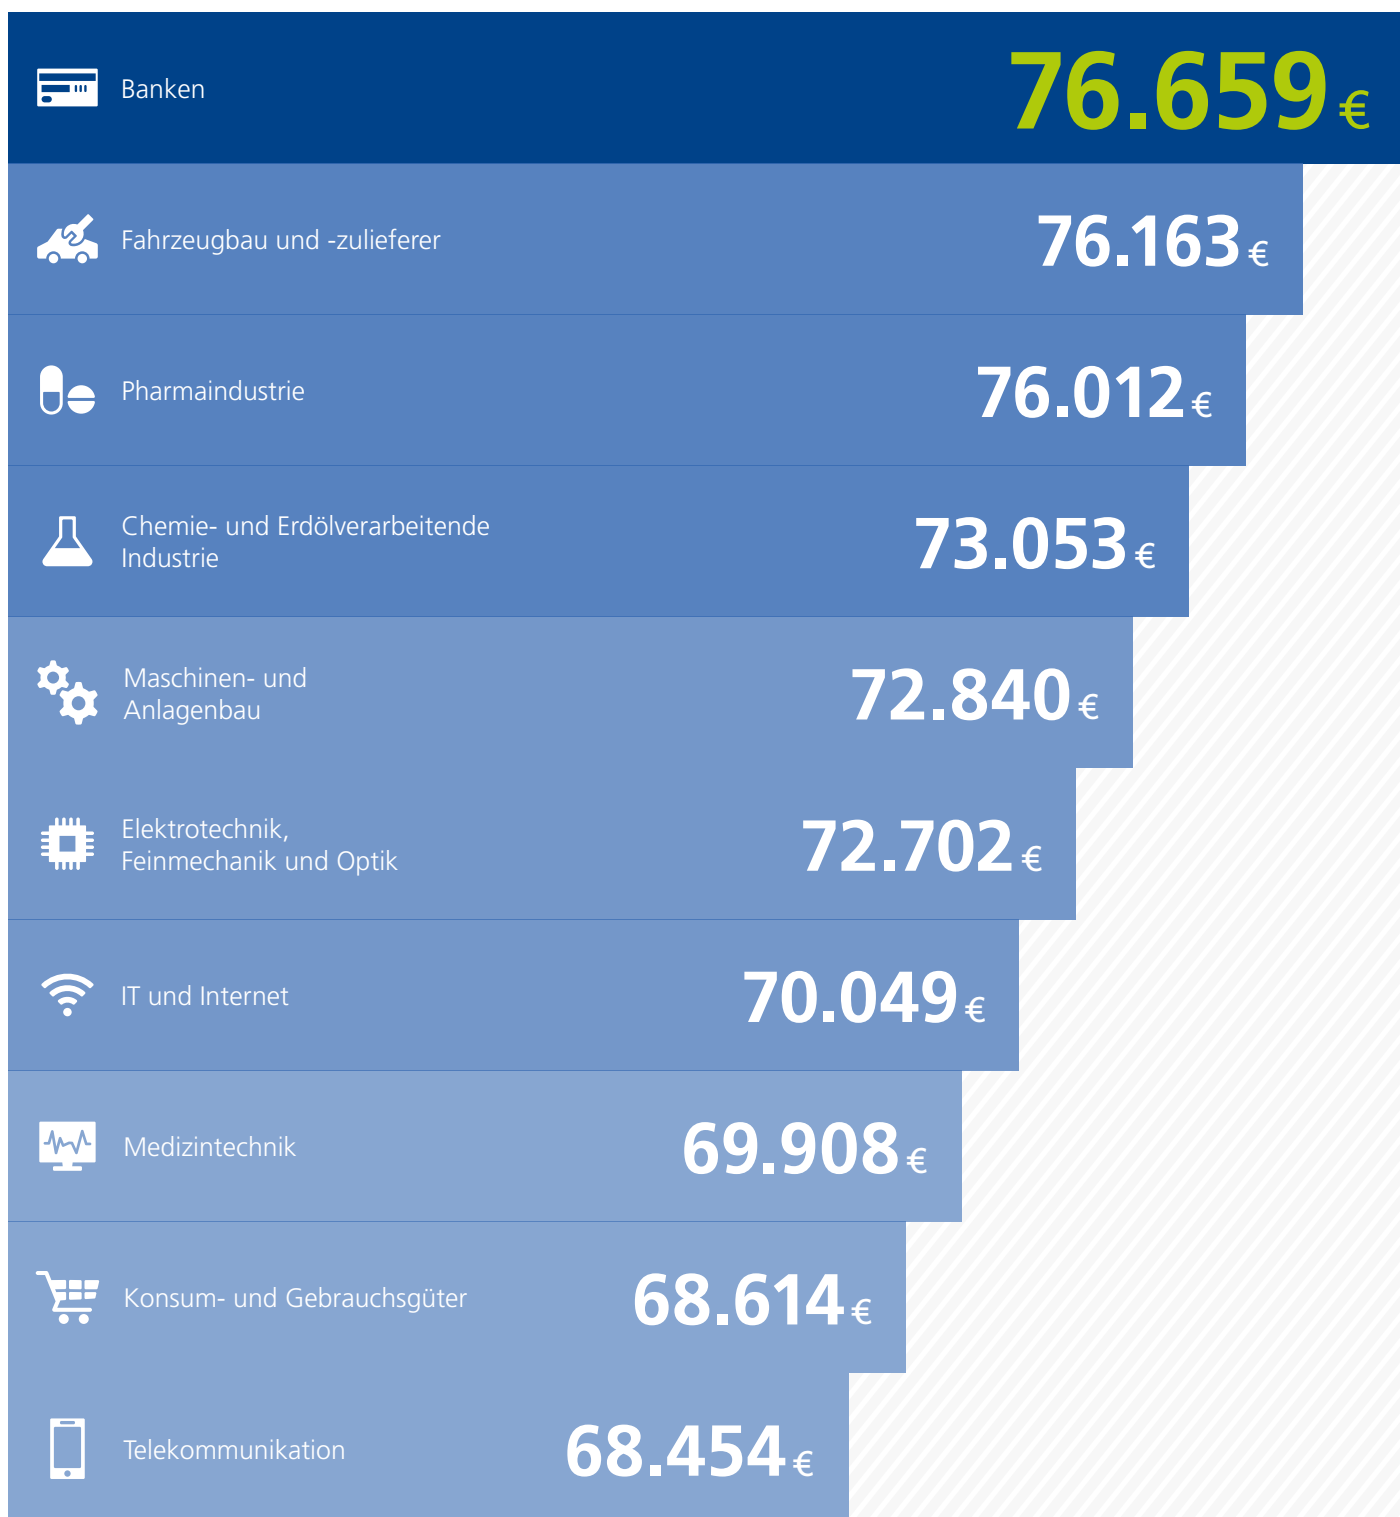 Banken
76.659 €
Fahrzeugbau und -zulieferer
76.163 €
Pharmaindustrie
76.012 €
Chemie- und Erdölverarbeitende
Industrie
73.053 €
Maschinen- und
Anlagenbau
72.840 €
Elektrotechnik,
Feinmechanik und Optik
72.702 €
IT und Internet
70.049 €
Medizintechnik
69.908 €
Konsum- und Gebrauchsgüter
68.614 €
Telekommunikation
68.454 €